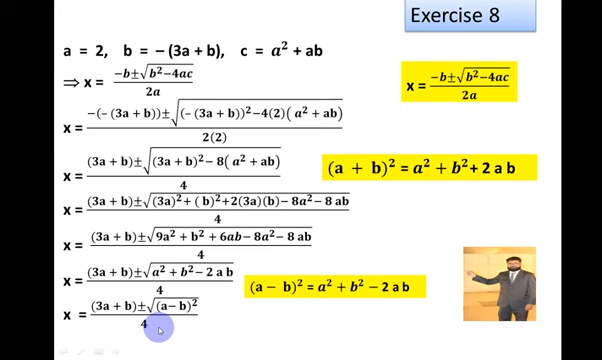 Exercise 8
a = 2, b = – (3a + b), c = a² + ab
⇒ x = (−b±√(b²−4ac))/(2a)
x = (−b±√(b²−4ac))/(2a)
x = (−(− (3a + b))±√((− (3a + b))²−4(2)( a² + ab)))/(2(2))
x = ((3a + b)±√((3a + b)²− 8( a² + ab)))/4
(a + b)² = a² + b² + 2 a b
x = ((3a + b)±√((3a)² + ( b)²+2(3a)(b) − 8a²− 8 ab))/4
x = ((3a + b)±√(9a² + b² + 6ab − 8a²− 8 ab))/4
x = ((3a + b)±√(a² + b² − 2 a b))/4
(a − b)² = a² + b² − 2 a b
x = ((3a + b)±√((a− b)²))/4